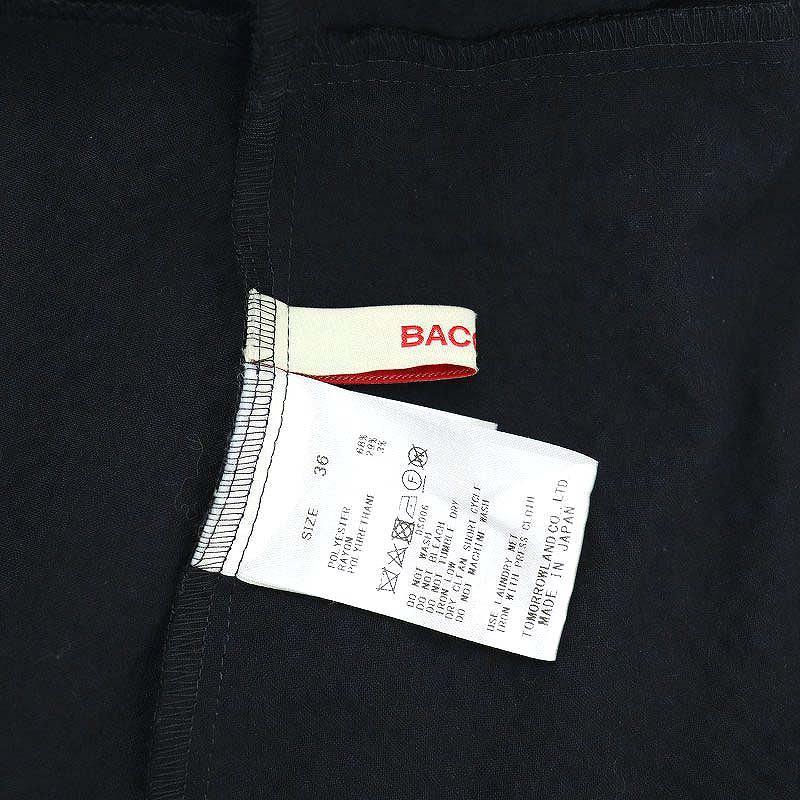 BAC
SIZE 36
POLYESTER 68%
RAYON 29%
POLYURETHANE 3%
F
DS006
DO NOT WASH
DO NOT BLEACH
DO NOT TUMBLE DRY
IRON LOW
DRY CLEAN SHORT CYCLE
DO NOT MACHINE WASH
USE LAUNDRY NET
IRON WITH PRESS CLOTH
TOMORROWLAND CO., LTD
MADE IN JAPAN